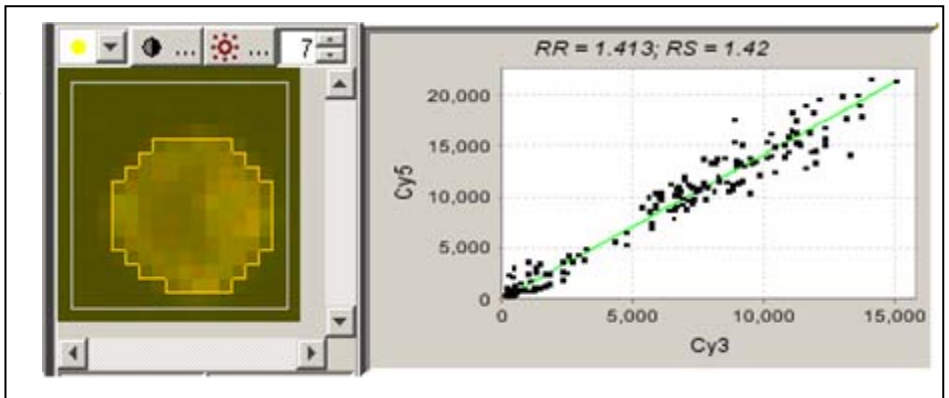 ... ... 7
RR = 1.413; RS = 1.42
20,000
15,000
10,000
5,000
0
Cy5
0 5,000 10,000 15,000
Cy3